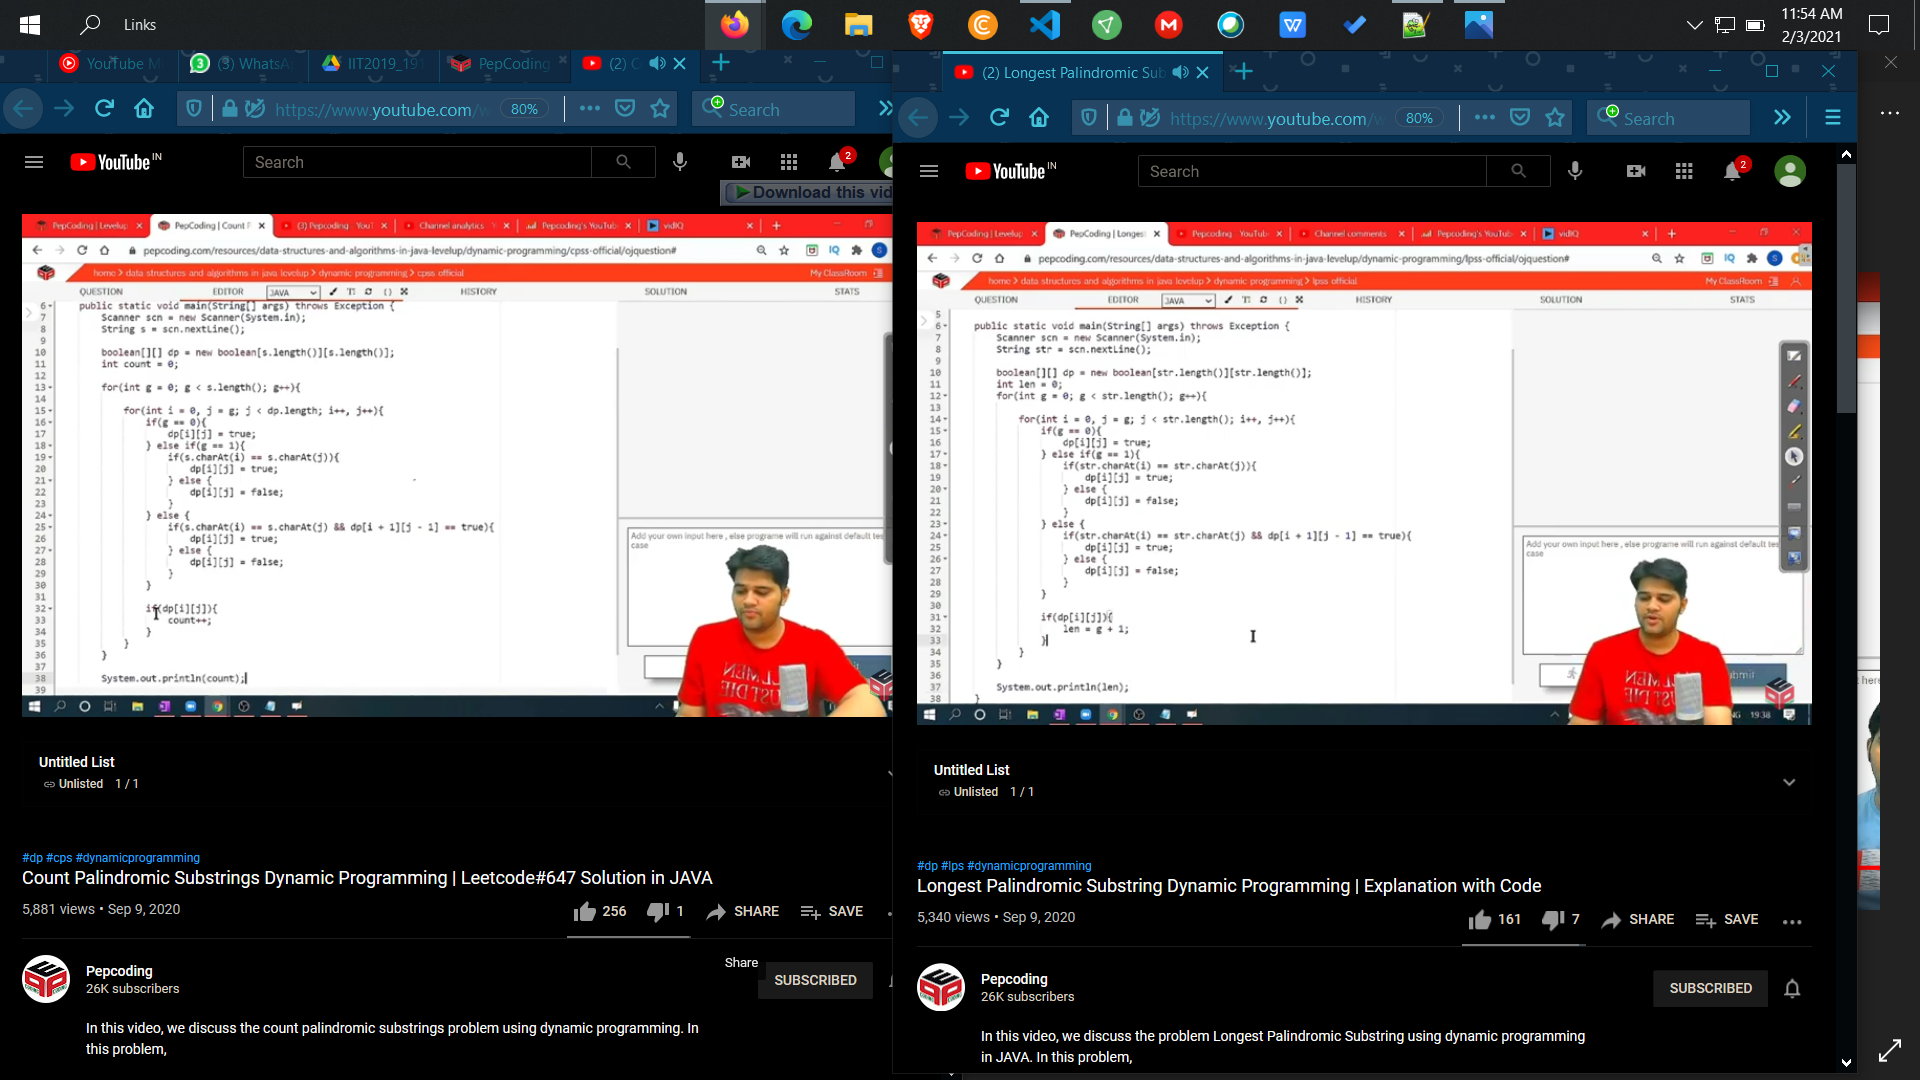 Links
11:54 AM
2/3/2021
YouTube M
(3) WhatsA
IIT2019_191
PepCoding
(2) C
https://www.youtube.com/w
80%
Search
YouTube IN
Search
2
Download this vid
PepCoding | Levelup
PepCoding | Count P
(3) Pepcoding - YouT
Channel analytics
Pepcoding's YouTub
vidIQ
pepcoding.com/resources/data-structures-and-algorithms-in-java-levelup/dynamic-programming/cpss-official/ojquestion#
home > data structures and algorithms in java levelup > dynamic programming > cpss official
My ClassRoom
QUESTION
EDITOR
JAVA
HISTORY
SOLUTION
STATS
6 public static void main(String[] args) throws Exception {
7 Scanner scn = new Scanner(System.in);
8 String s = scn.nextLine();
9
10 boolean[][] dp = new boolean[s.length()][s.length()];
11 int count = 0;
12
13 for(int g = 0; g < s.length(); g++){
14
15 for(int i = 0, j = g; j < dp.length; i++, j++){
16 if(g == 0){
17 dp[i][j] = true;
18 } else if(g == 1){
19 if(s.charAt(i) == s.charAt(j)){
20 dp[i][j] = true;
21 } else {
22 dp[i][j] = false;
23 }
24 } else {
25 if(s.charAt(i) == s.charAt(j) && dp[i + 1][j - 1] == true){
26 dp[i][j] = true;
27 } else {
28 dp[i][j] = false;
29 }
30 }
31
32 if(dp[i][j]){
33 count++;
34 }
35 }
36 }
37
38 System.out.println(count);
39
Add your own input here , else programe will run against default tes
case
Untitled List
Unlisted 1 / 1
#dp #cps #dynamicprogramming
Count Palindromic Substrings Dynamic Programming | Leetcode#647 Solution in JAVA
5,881 views • Sep 9, 2020
256
1
SHARE
SAVE
Share
Pepcoding
26K subscribers
SUBSCRIBED
In this video, we discuss the count palindromic substrings problem using dynamic programming. In
this problem,
(2) Longest Palindromic Sub
https://www.youtube.com/w
80%
Search
YouTube IN
Search
2
PepCoding | Levelup
PepCoding | Longes
Pepcoding - YouTub
Channel comments
Pepcoding's YouTub
vidIQ
pepcoding.com/resources/data-structures-and-algorithms-in-java-levelup/dynamic-programming/lpss-official/ojquestion#
home > data structures and algorithms in java levelup > dynamic programming > lpss official
My ClassRoom
QUESTION
EDITOR
JAVA
HISTORY
SOLUTION
STATS
5
6 public static void main(String[] args) throws Exception {
7 Scanner scn = new Scanner(System.in);
8 String str = scn.nextLine();
9
10 boolean[][] dp = new boolean[str.length()][str.length()];
11 int len = 0;
12 for(int g = 0; g < str.length(); g++){
13
14 for(int i = 0, j = g; j < str.length(); i++, j++){
15 if(g == 0){
16 dp[i][j] = true;
17 } else if(g == 1){
18 if(str.charAt(i) == str.charAt(j)){
19 dp[i][j] = true;
20 } else {
21 dp[i][j] = false;
22 }
23 } else {
24 if(str.charAt(i) == str.charAt(j) && dp[i + 1][j - 1] == true){
25 dp[i][j] = true;
26 } else {
27 dp[i][j] = false;
28 }
29 }
30
31 if(dp[i][j]){
32 len = g + 1;
33 }
34 }
35 }
36
37 System.out.println(len);
38 }
Add your own input here , else programe will run against default tes
case
19:38
Untitled List
Unlisted 1 / 1
#dp #lps #dynamicprogramming
Longest Palindromic Substring Dynamic Programming | Explanation with Code
5,340 views • Sep 9, 2020
161
7
SHARE
SAVE
Pepcoding
26K subscribers
SUBSCRIBED
In this video, we discuss the problem Longest Palindromic Substring using dynamic programming
in JAVA. In this problem,